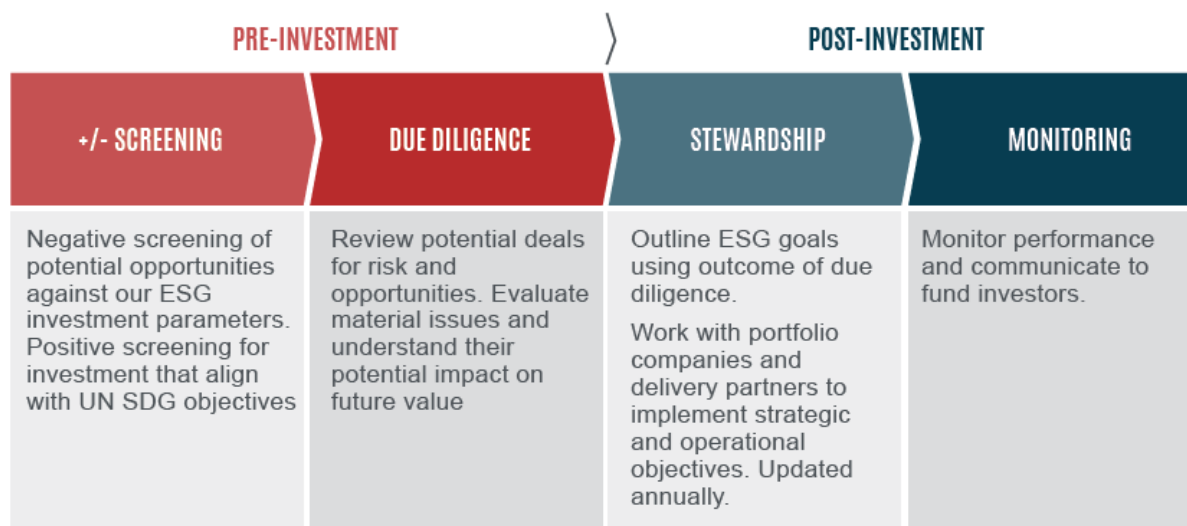 PRE-INVESTMENT
POST-INVESTMENT
+/- SCREENING
DUE DILIGENCE
STEWARDSHIP
MONITORING
Negative screening of
potential opportunities
against our ESG
investment parameters.
Positive screening for
investment that align
with UN SDG objectives
Review potential deals
for risk and
opportunities. Evaluate
material issues and
understand their
potential impact on
future value
Outline ESG goals
using outcome of due
diligence.
Work with portfolio
companies and
delivery partners to
implement strategic
and operational
objectives. Updated
annually.
Monitor performance
and communicate to
fund investors.